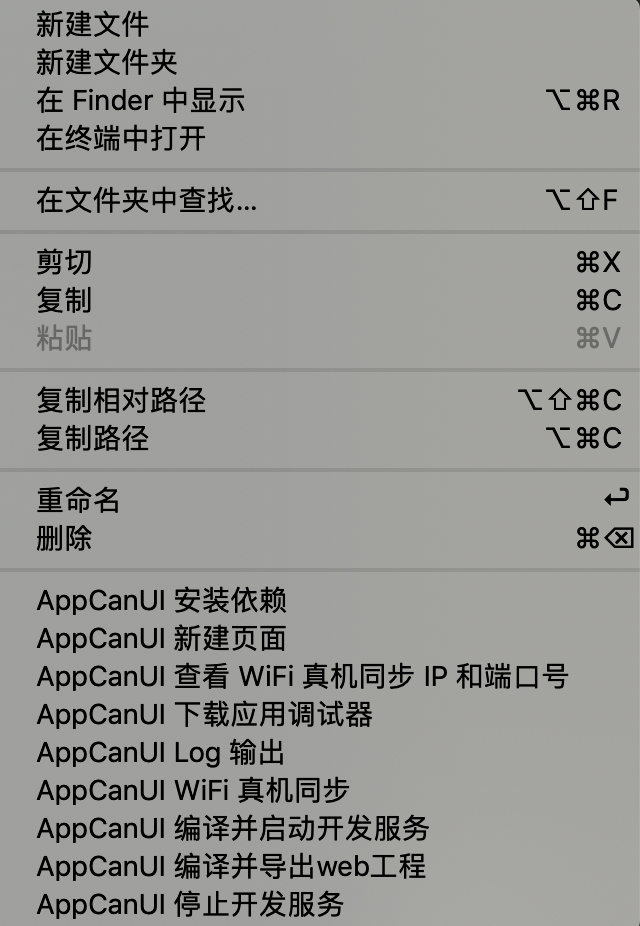 新建文件
新建文件夹
在 Finder 中显示 ⌥⌘R
在终端中打开
在文件夹中查找... ⌥⇧F
剪切 ⌘X
复制 ⌘C
粘贴 ⌘V
复制相对路径 ⌥⇧⌘C
复制路径 ⌥⌘C
重命名 ↩
删除 ⌘⌫
AppCanUI 安装依赖
AppCanUI 新建页面
AppCanUI 查看 WiFi 真机同步 IP 和端口号
AppCanUI 下载应用调试器
AppCanUI Log 输出
AppCanUI WiFi 真机同步
AppCanUI 编译并启动开发服务
AppCanUI 编译并导出web工程
AppCanUI 停止开发服务